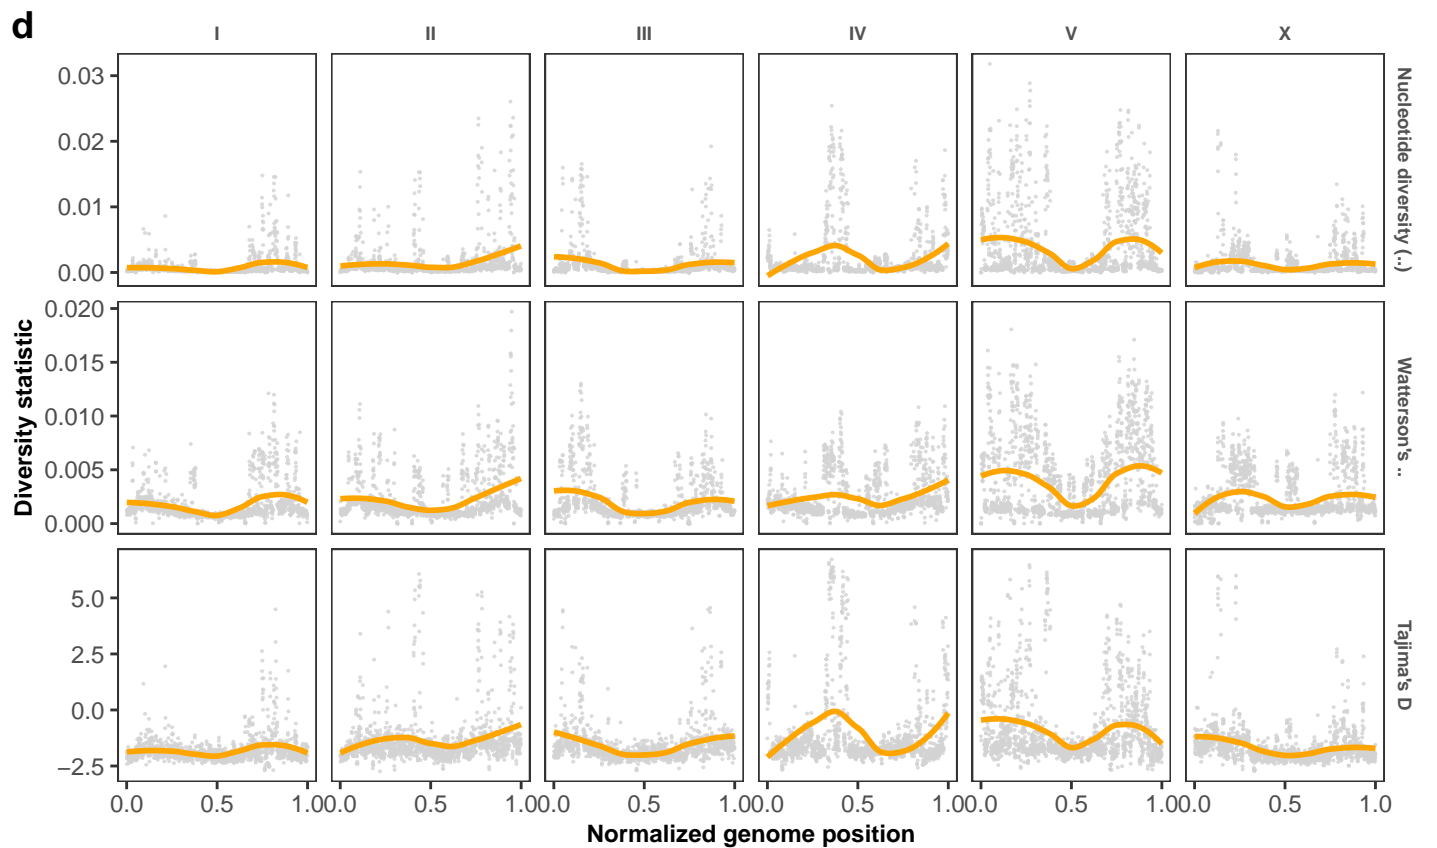 d
I II III IV V X
0.03
0.02
0.01
0.00
Nucleotide diversity (..)
Diversity statistic
0.020
0.015
0.010
0.005
0.000
Watterson's ..
5.0
2.5
0.0
−2.5
Tajima's D
0.0 0.5 1.00.0 0.5 1.00.0 0.5 1.00.0 0.5 1.00.0 0.5 1.00.0 0.5 1.0
Normalized genome position